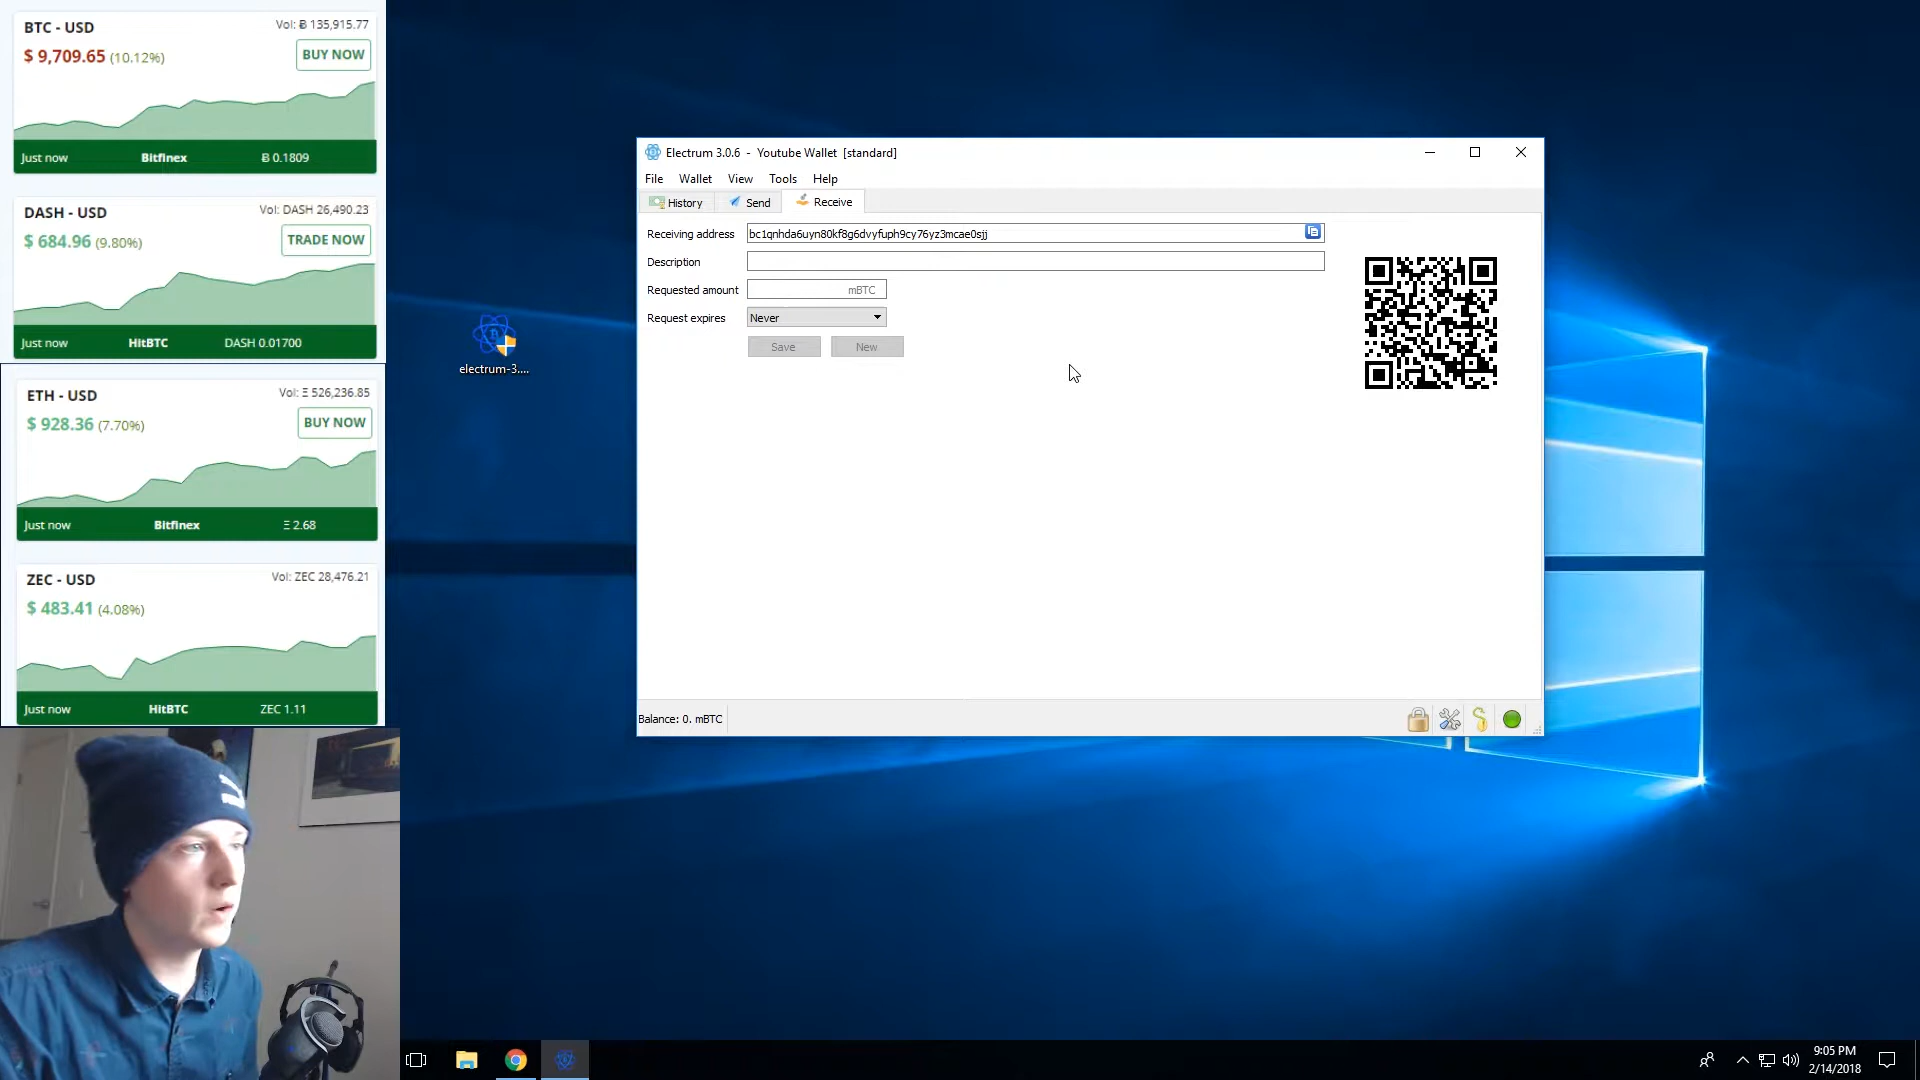 BTC - USD
Vol: Ƀ 135,915.77
$ 9,709.65 (10.12%)
BUY NOW
Just now Bitfinex Ƀ 0.1809
DASH - USD
Vol: DASH 26,490.23
$ 684.96 (9.80%)
TRADE NOW
Just now HitBTC DASH 0.01700
ETH - USD
Vol: Ξ 526,236.85
$ 928.36 (7.70%)
BUY NOW
Just now Bitfinex Ξ 2.68
ZEC - USD
Vol: ZEC 28,476.21
$ 483.41 (4.08%)
Just now HitBTC ZEC 1.11
electrum-3....
Electrum 3.0.6 - Youtube Wallet [standard]
File Wallet View Tools Help
History Send Receive
Receiving address bc1qnhda6uyn80kf8g6dvyfuph9cy76yz3mcae0sjj
Description
Requested amount mBTC
Request expires Never
Save New
Balance: 0. mBTC
9:05 PM
2/14/2018